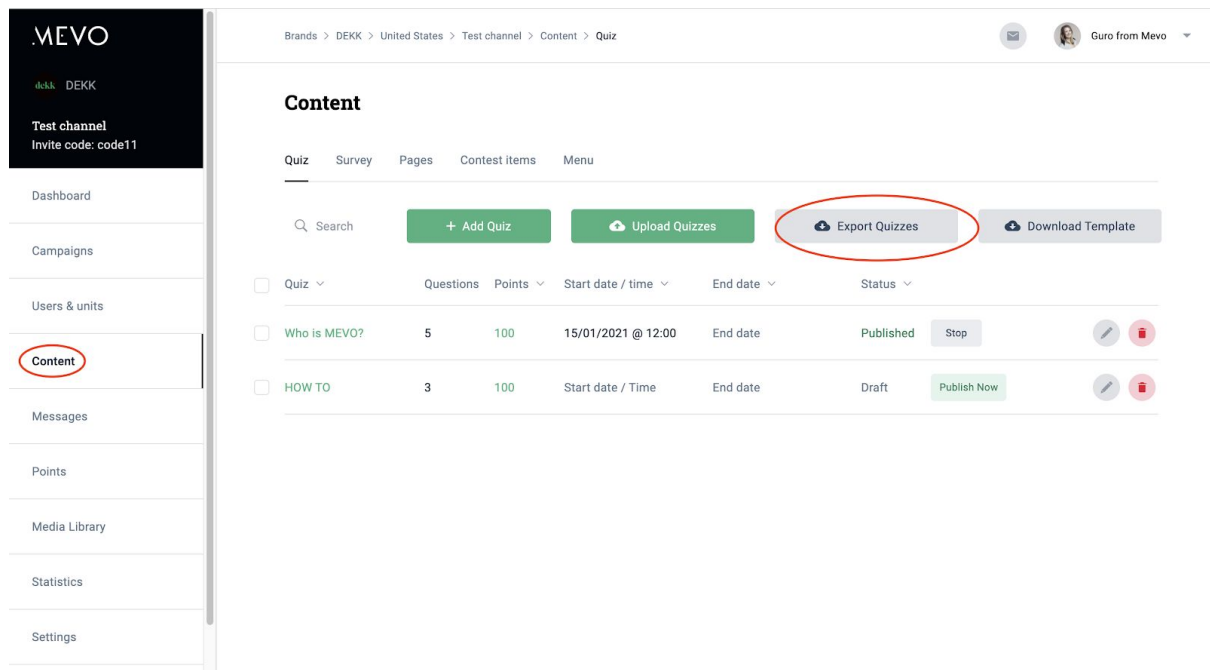 MEVO
dekk DEKK
Test channel
Invite code: code11
Dashboard
Campaigns
Users & units
Content
Messages
Points
Media Library
Statistics
Settings
Brands > DEKK > United States > Test channel > Content > Quiz
Guro from Mevo
Content
Quiz Survey Pages Contest items Menu
Search + Add Quiz Upload Quizzes Export Quizzes Download Template
Quiz Questions Points Start date / time End date Status
Who is MEVO? 5 100 15/01/2021 @ 12:00 End date Published Stop
HOW TO 3 100 Start date / Time End date Draft Publish Now